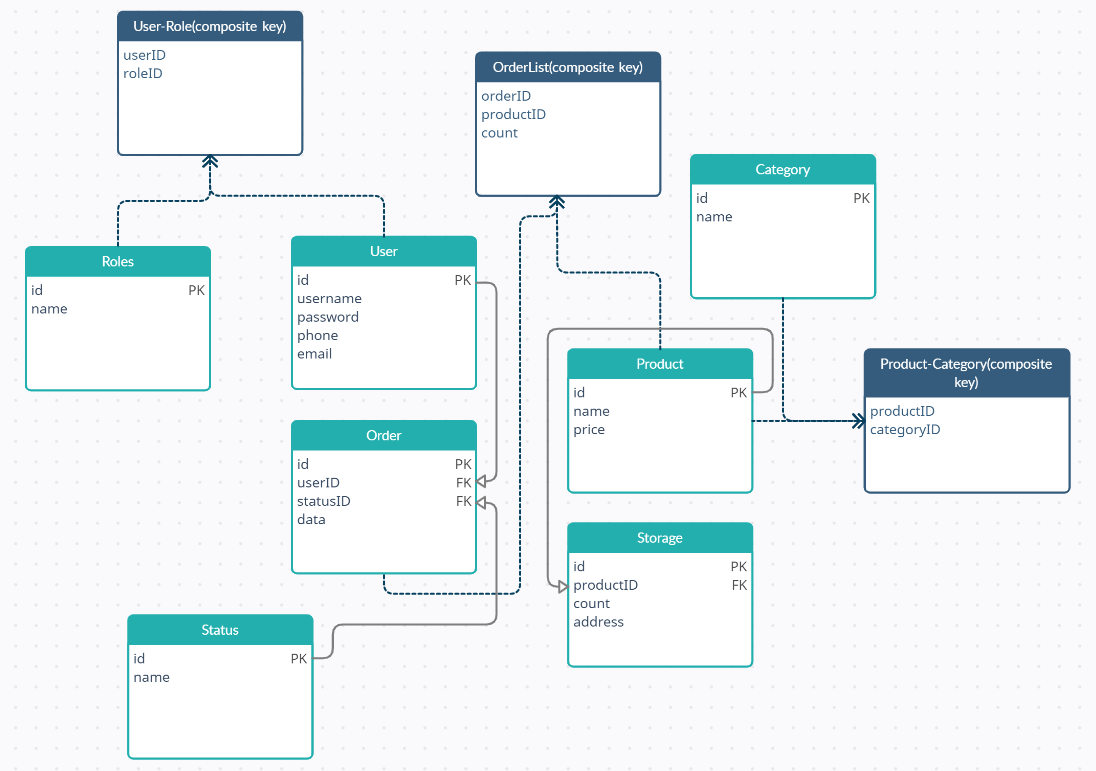 User-Role(composite key)
userID
roleID
OrderList(composite key)
orderID
productID
count
Category
id PK
name
Roles
id PK
name
User
id PK
username
password
phone
email
Product
id PK
name
price
Product-Category(composite
key)
productID
categoryID
Order
id PK
userID FK
statusID FK
data
Storage
id PK
productID FK
count
address
Status
id PK
name